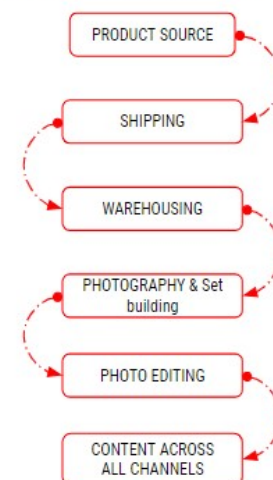 PRODUCT SOURCE
SHIPPING
WAREHOUSING
PHOTOGRAPHY & Set
building
PHOTO EDITING
CONTENT ACROSS
ALL CHANNELS